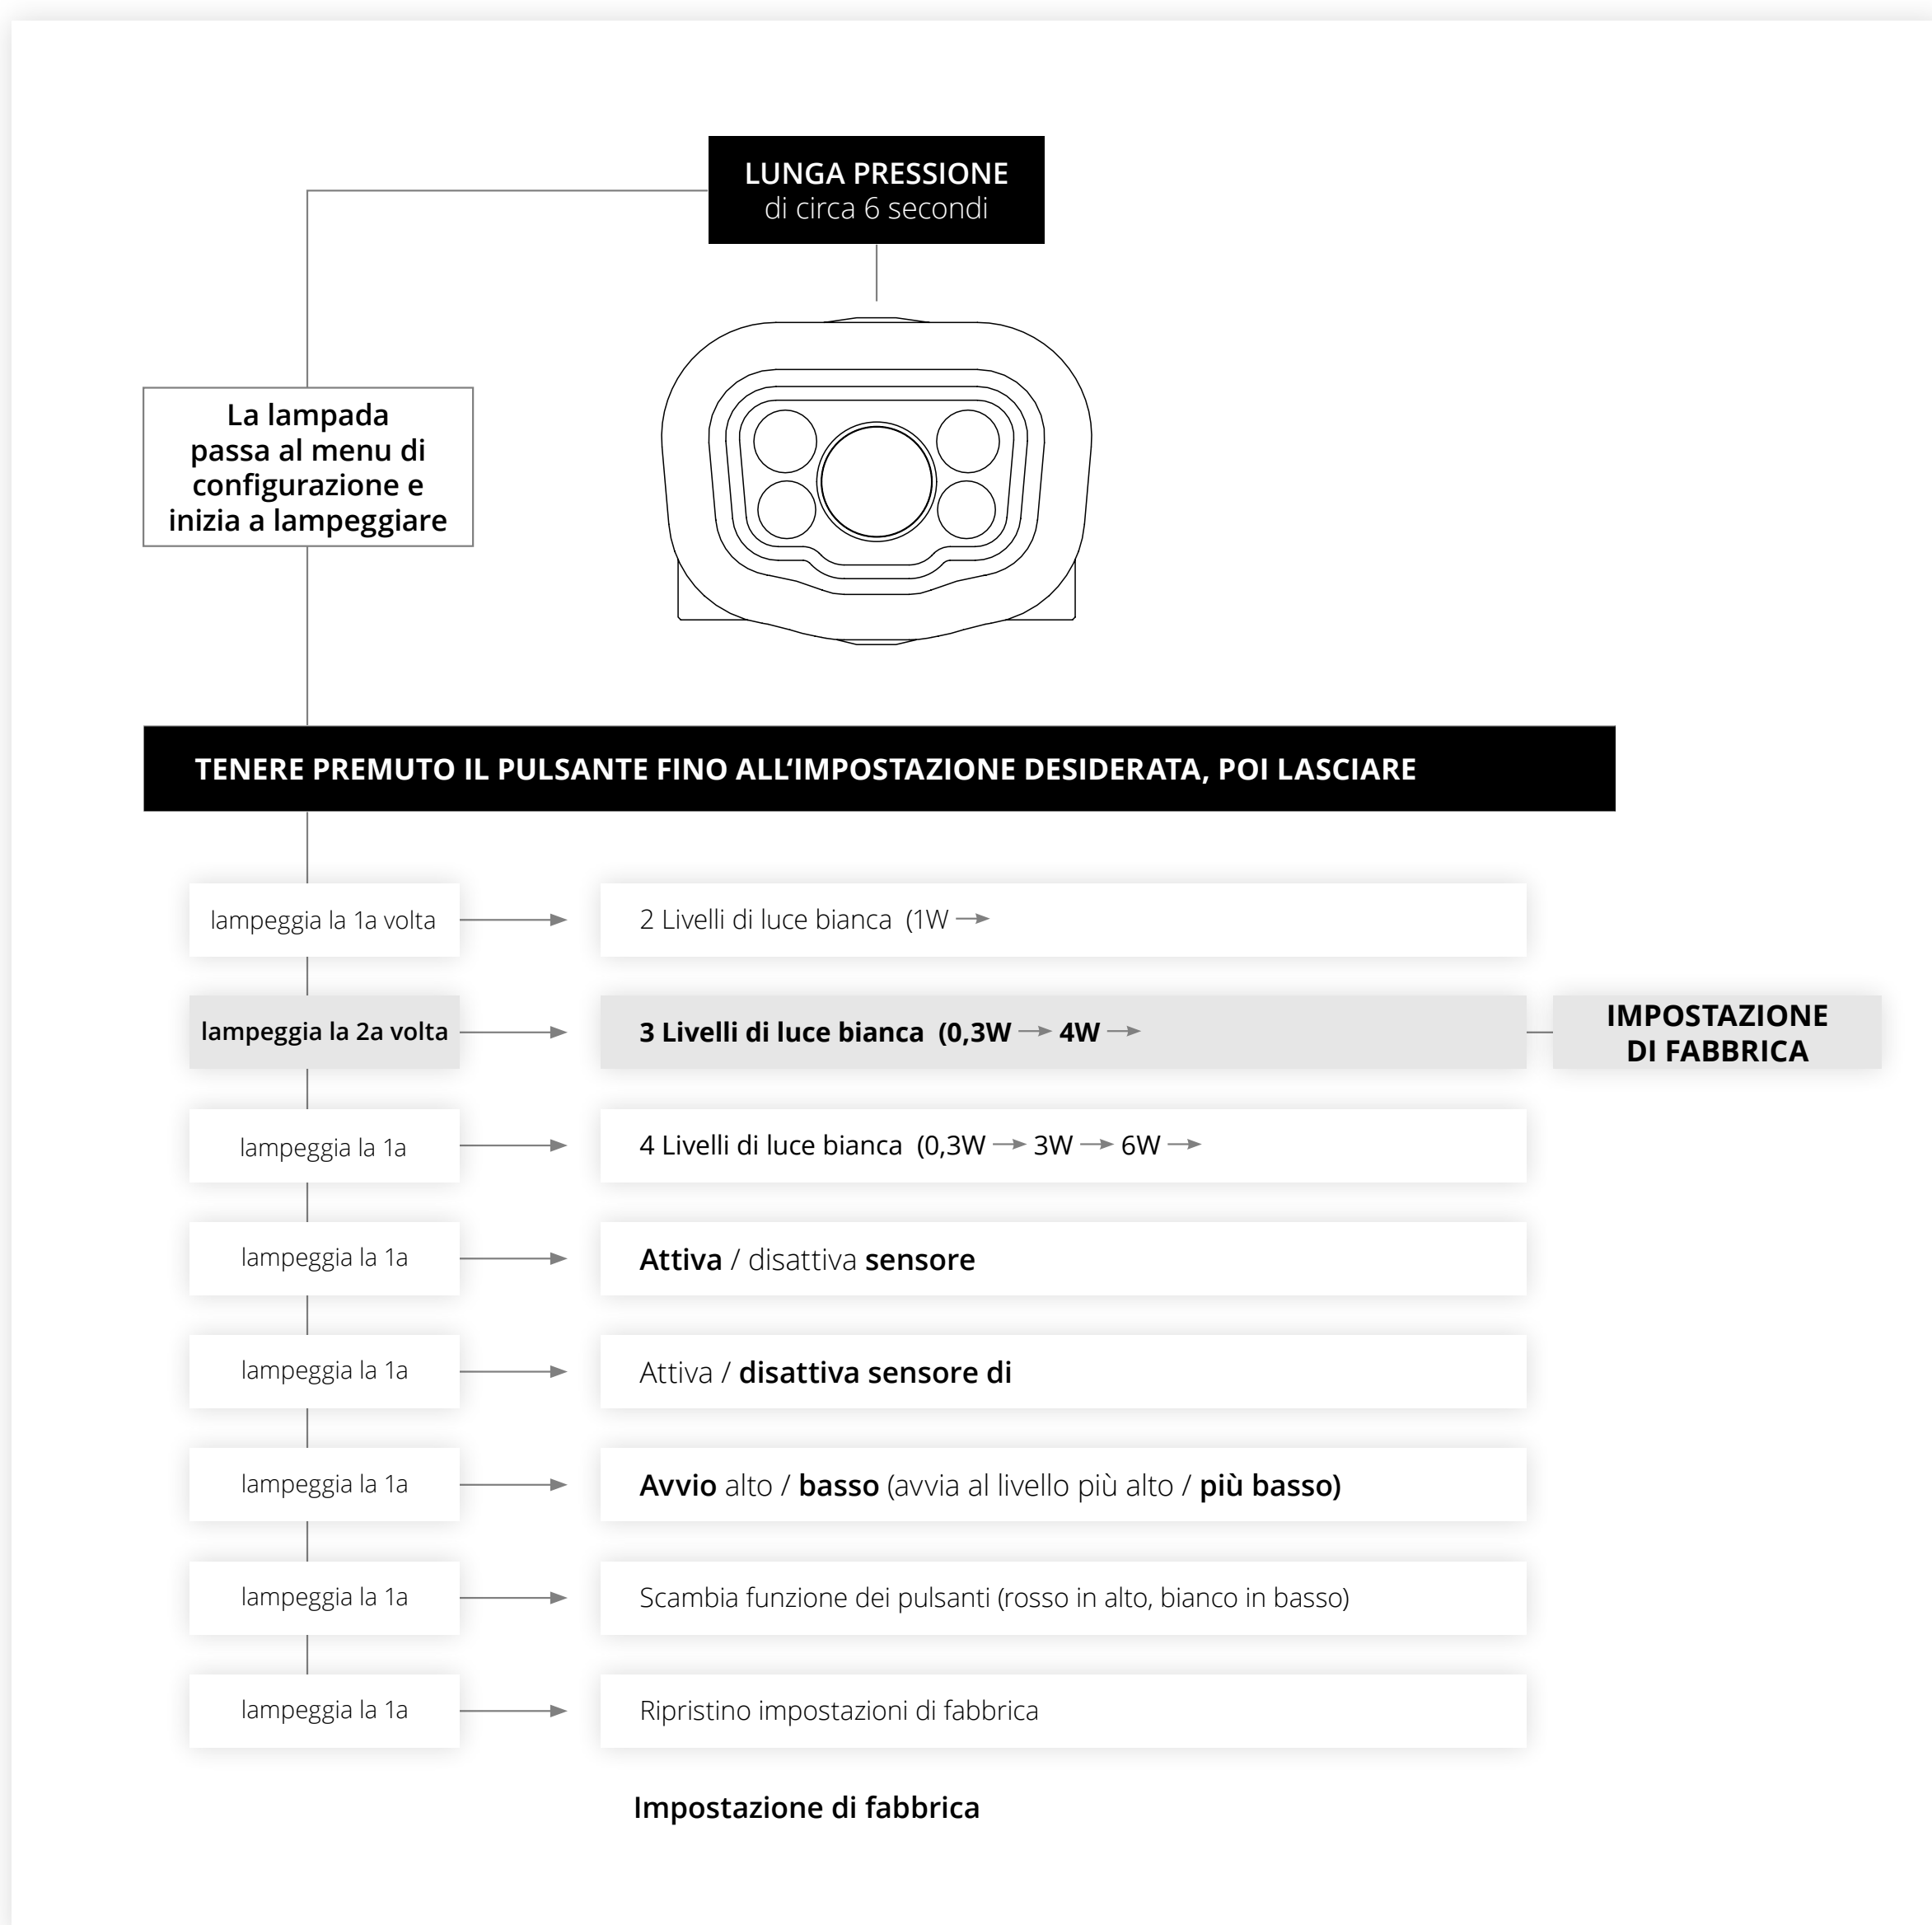 LUNGA PRESSIONE
di circa 6 secondi
La lampada
passa al menu di
configurazione e
inizia a lampeggiare
TENERE PREMUTO IL PULSANTE FINO ALL‘IMPOSTAZIONE DESIDERATA, POI LASCIARE
lampeggia la 1a volta
2 Livelli di luce bianca (1W →
lampeggia la 2a volta
3 Livelli di luce bianca (0,3W → 4W →
IMPOSTAZIONE
DI FABBRICA
lampeggia la 1a
4 Livelli di luce bianca (0,3W → 3W → 6W →
lampeggia la 1a
Attiva / disattiva sensore
lampeggia la 1a
Attiva / disattiva sensore di
lampeggia la 1a
Avvio alto / basso (avvia al livello più alto / più basso)
lampeggia la 1a
Scambia funzione dei pulsanti (rosso in alto, bianco in basso)
lampeggia la 1a
Ripristino impostazioni di fabbrica
Impostazione di fabbrica